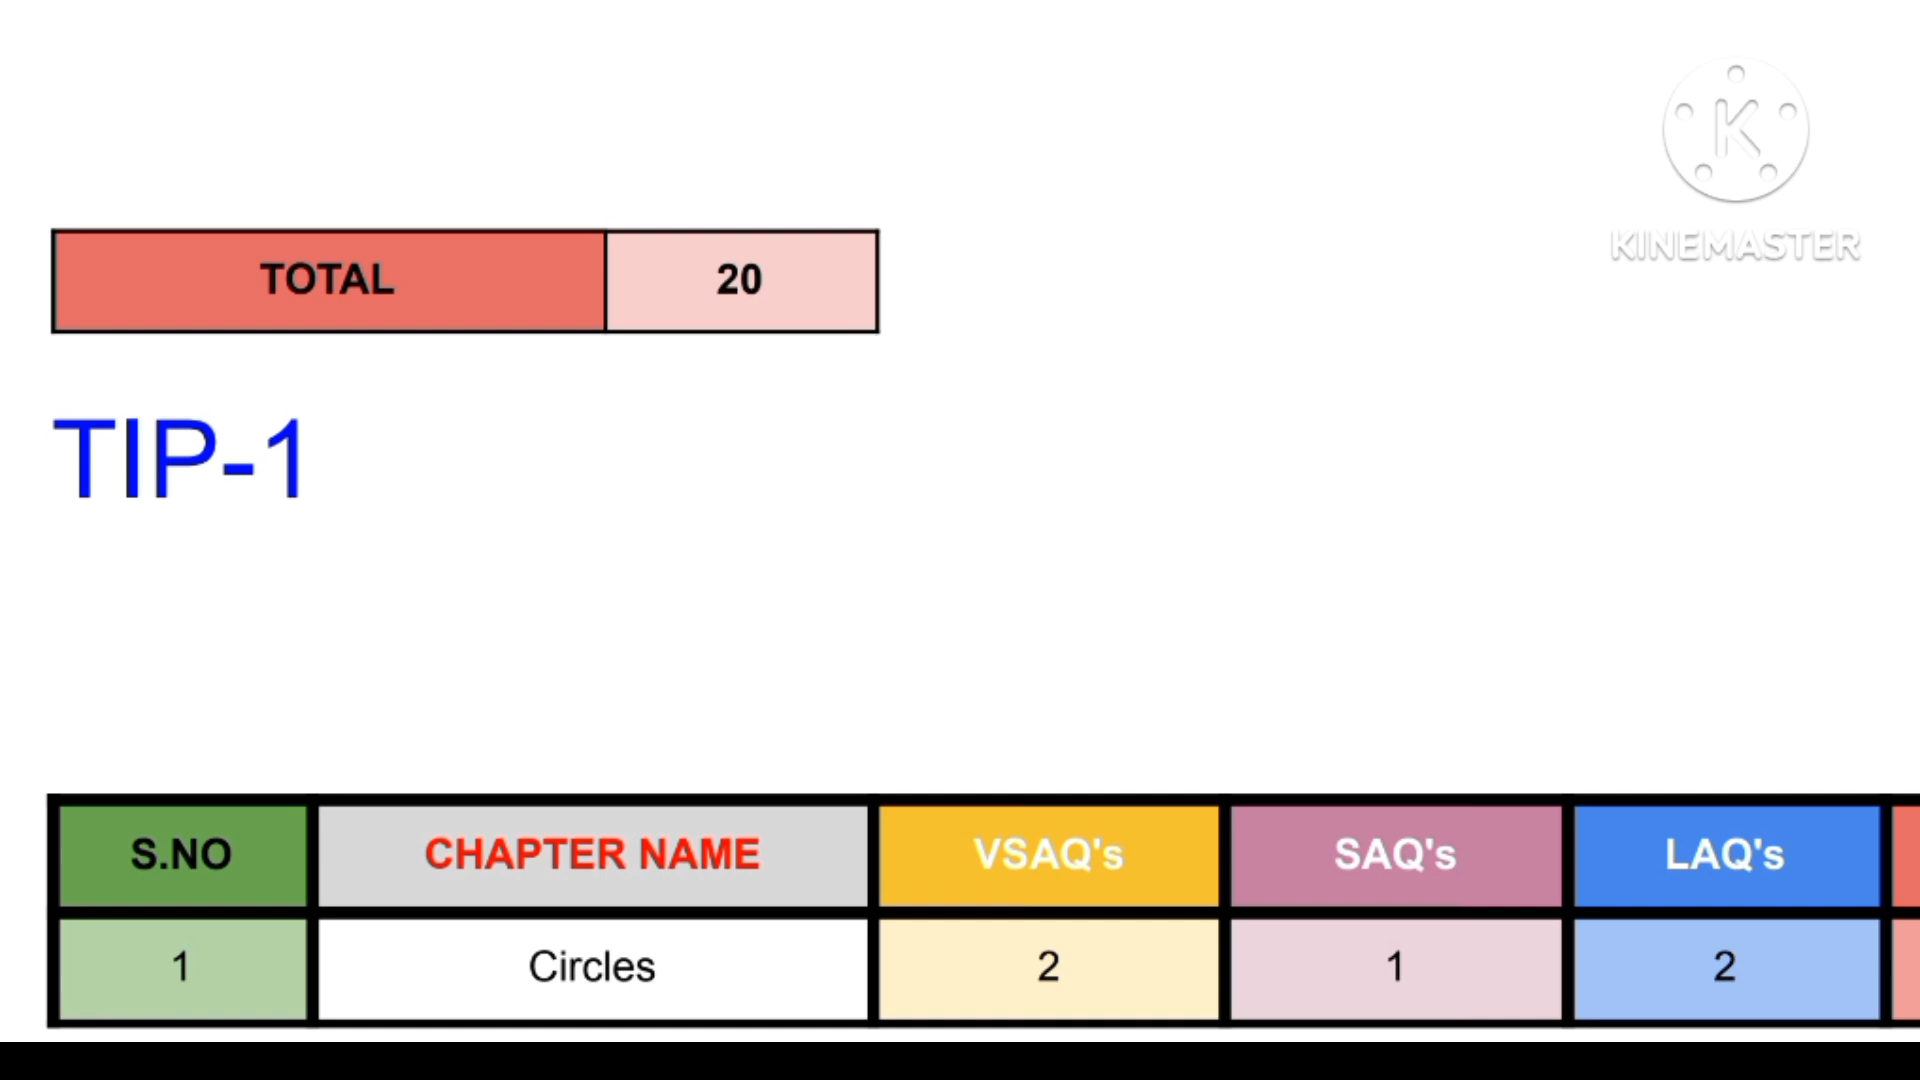 K
KINEMASTER
TOTAL 20
TIP-1
S.NO CHAPTER NAME VSAQ's SAQ's LAQ's
1 Circles 2 1 2